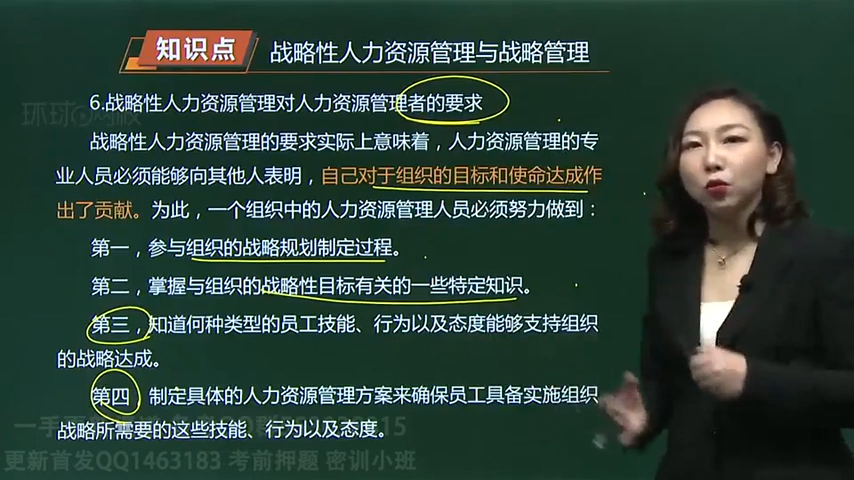 知识点
战略性人力资源管理与战略管理
6.战略性人力资源管理对人力资源管理者的要求
战略性人力资源管理的要求实际上意味着，人力资源管理的专
业人员必须能够向其他人表明，自己对于组织的目标和使命达成作
出了贡献。为此，一个组织中的人力资源管理人员必须努力做到：
第一，参与组织的战略规划制定过程。
第二，掌握与组织的战略性目标有关的一些特定知识。
第三，知道何种类型的员工技能、行为以及态度能够支持组织
的战略达成。
第四 制定具体的人力资源管理方案来确保员工具备实施组织
战略所需要的这些技能、行为以及态度。
更新首发QQ1463183 考前押题 密训小班